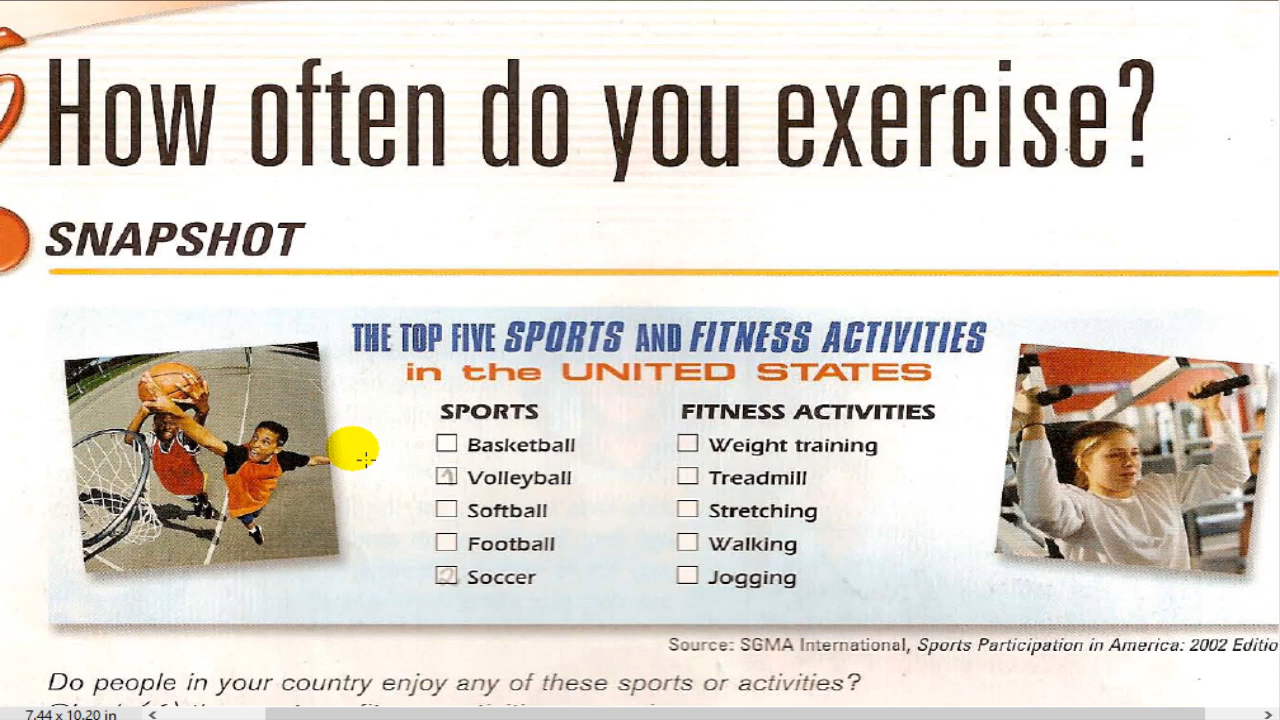 How often do you exercise?
SNAPSHOT
THE TOP FIVE SPORTS AND FITNESS ACTIVITIES
in the UNITED STATES
SPORTS
Basketball
Volleyball
Softball
Football
Soccer
FITNESS ACTIVITIES
Weight training
Treadmill
Stretching
Walking
Jogging
Source: SGMA International, Sports Participation in America: 2002 Editio
Do people in your country enjoy any of these sports or activities?
7.44 x 10.20 in